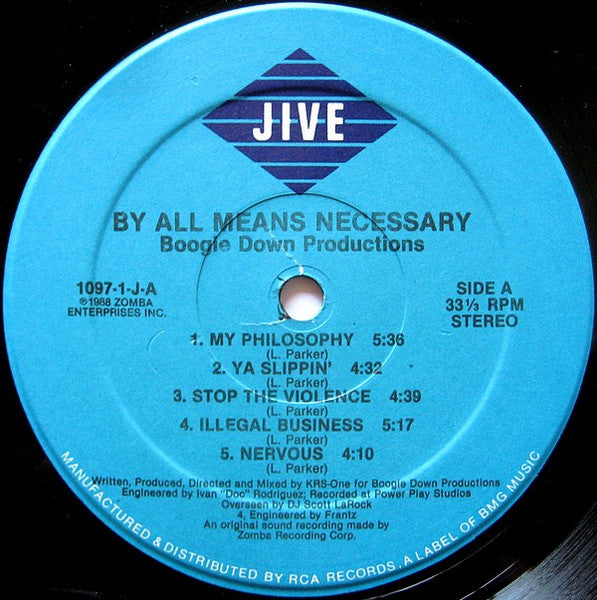 JIVE
BY ALL MEANS NECESSARY
Boogie Down Productions
1097-1-J-A
℗1988 ZOMBA
ENTERPRISES INC.
SIDE A
33⅓ RPM
STEREO
1. MY PHILOSOPHY 5:36
(L. Parker)
2. YA SLIPPIN' 4:32
(L. Parker)
3. STOP THE VIOLENCE 4:39
(L. Parker)
4. ILLEGAL BUSINESS 5:17
(L. Parker)
5. NERVOUS 4:10
(L. Parker)
Written, Produced, Directed and Mixed by KRS-One for Boogie Down Productions
Engineered by Ivan "Doc" Rodriguez; Recorded at Power Play Studios
Overseen by DJ Scott LaRock
4, Engineered by Frantz
An original sound recording made by
Zomba Recording Corp.
MANUFACTURED & DISTRIBUTED BY RCA RECORDS, A LABEL OF BMG MUSIC